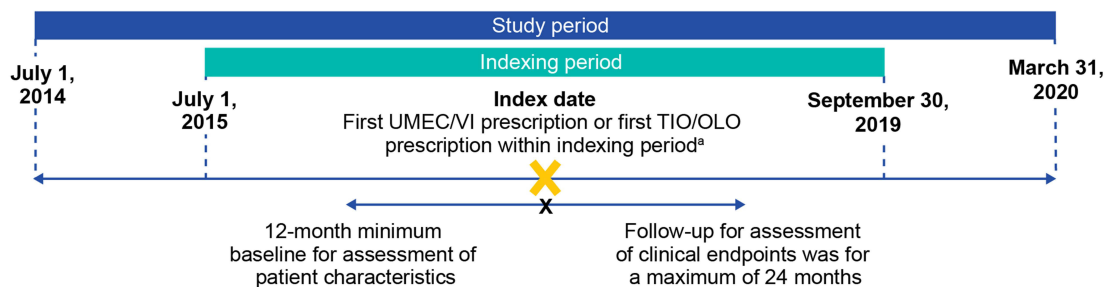 Study period
Indexing period
July 1,
2014
July 1,
2015
Index date
First UMEC/VI prescription or first TIO/OLO
prescription within indexing periodᵃ
September 30,
2019
March 31,
2020
X
12-month minimum
baseline for assessment of
patient characteristics
Follow-up for assessment
of clinical endpoints was for
a maximum of 24 months